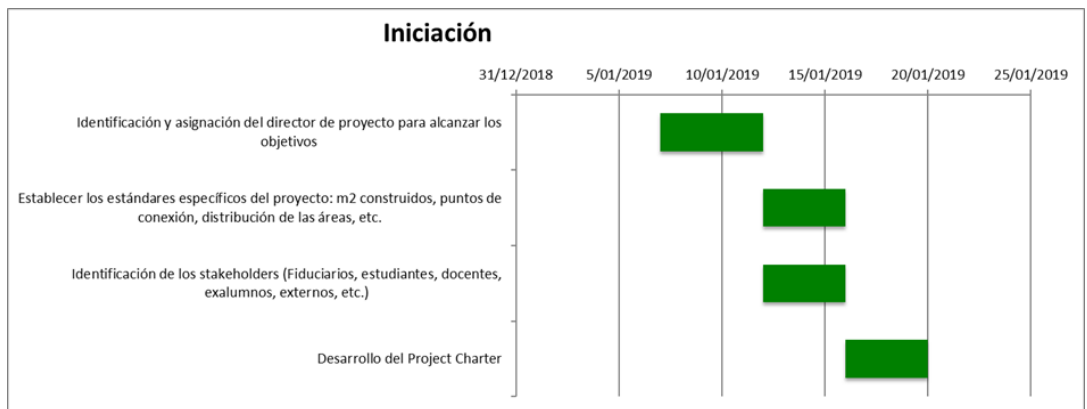 Iniciación
31/12/2018 5/01/2019 10/01/2019 15/01/2019 20/01/2019 25/01/2019
Identificación y asignación del director de proyecto para alcanzar los
objetivos
Establecer los estándares específicos del proyecto: m2 construidos, puntos de
conexión, distribución de las áreas, etc.
Identificación de los stakeholders (Fiduciarios, estudiantes, docentes,
exalumnos, externos, etc.)
Desarrollo del Project Charter